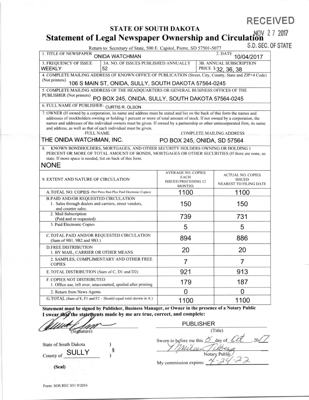 RECEIVED
NOV 27 2017
S.D. SEC. OF STATE
STATE OF SOUTH DAKOTA
Statement of Legal Newspaper Ownership and Circulation
Return to: Secretary of State, 500 E. Capitol, Pierre, SD 57501-5077
1. TITLE OF NEWSPAPER ONIDA WATCHMAN
2. DATE 10/04/2017
3. FREQUENCY OF ISSUE WEEKLY
3A. NO. OF ISSUES PUBLISHED ANNUALLY 52
3B. ANNUAL SUBSCRIPTION PRICE $ 32, 36, 38
4. COMPLETE MAILING ADDRESS OF KNOWN OFFICE OF PUBLICATION (Street, City, County, State and ZIP+4 Code)
(Not printers)
106 S MAIN ST, ONIDA, SULLY, SOUTH DAKOTA 57564-0245
5. COMPLETE MAILING ADDRESS OF THE HEADQUARTERS OR GENERAL BUSINESS OFFICES OF THE
PUBLISHER (Not printers) PO BOX 245, ONIDA, SULLY, SOUTH DAKOTA 57564-0245
6. FULL NAME OF PUBLISHER: CURTIS R. OLSON
7. OWNER (If owned by a corporation, its name and address must be stated and list on the back of this form the names and
addresses of stockholders owning or holding 1 percent or more of total amount of stock. If not owned by a corporation, the
names and addresses of the individual owners must be given. If owned by a partnership or other unincorporated firm, its name
and address, as well as that of each individual must be given.
FULL NAME COMPLETE MAILING ADDRESS
THE ONIDA WATCHMAN, INC. PO BOX 245, ONIDA, SD 57564
8. KNOWN BONDHOLDERS, MORTGAGEES, AND OTHER SECURITY HOLDERS OWNING OR HOLDING 1
PERCENT OR MORE OF TOTAL AMOUNT OF BONDS, MORTGAGES OR OTHER SECURITIES (If there are none, so
state. If more space is needed, list on back of this form.
NONE
9. EXTENT AND NATURE OF CIRCULATION
AVERAGE NO. COPIES EACH ISSUED PRECEDING 12 MONTHS
ACTUAL NO. COPIES ISSUED NEAREST TO FILING DATE
A. TOTAL NO. COPIES (Net Press Run Plus Paid Electronic Copies) 1100 1100
B. PAID AND/OR REQUESTED CIRCULATION
1. Sales through dealers and carriers, street vendors,
and counter sales. 150 150
2. Mail Subscription
(Paid and or requested) 739 731
3. Paid Electronic Copies 5 5
C. TOTAL PAID AND/OR REQUESTED CIRCULATION
(Sum of 9B1, 9B2 and 9B3.) 894 886
D. FREE DISTRIBUTION
1. BY MAIL, CARRIER OR OTHER MEANS 20 20
2. SAMPLES, COMPLIMENTARY AND OTHER FREE
COPIES 7 7
E. TOTAL DISTRIBUTION (Sum of C, D1 and D2) 921 913
F. COPIES NOT DISTRIBUTED
1. Office use, left over, unaccounted, spoiled after printing 179 187
2. Return from News Agents 0 0
G. TOTAL (Sum of E, F1 and F2 - Should equal total shown in A.) 1100 1100
Statement must be signed by Publisher, Business Manager, or Owner in the presence of a Notary Public
I swear that the statements made by me are true, correct, and complete:
PUBLISHER
(Signature) (Title)
State of South Dakota )
§
County of SULLY )
(Seal)
Sworn to before me this day of Oct 2017
Notary Public
My commission expires: 4-24-22